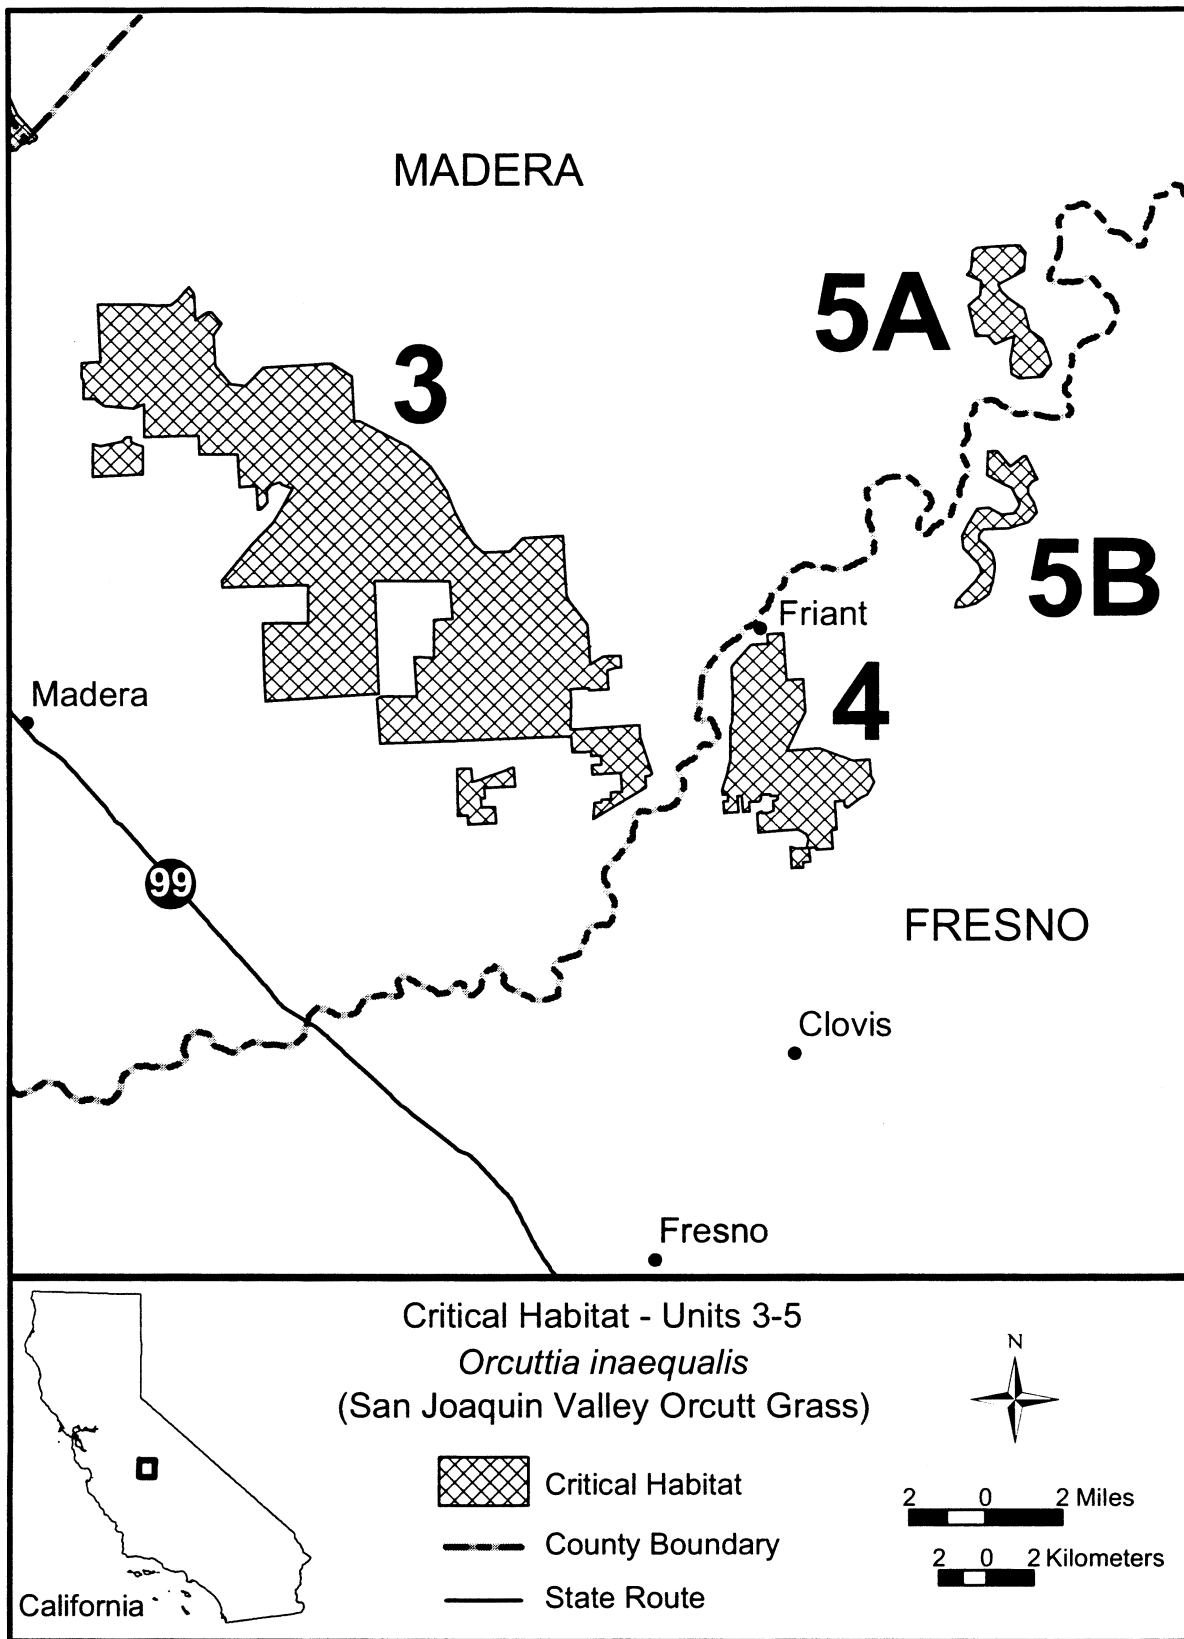 MADERA
5A
3
5B
Friant
4
Madera
99
FRESNO
Clovis
Fresno
Critical Habitat - Units 3-5
Orcuttia inaequalis
(San Joaquin Valley Orcutt Grass)
N
Critical Habitat
County Boundary
State Route
2 0 2 Miles
2 0 2 Kilometers
California